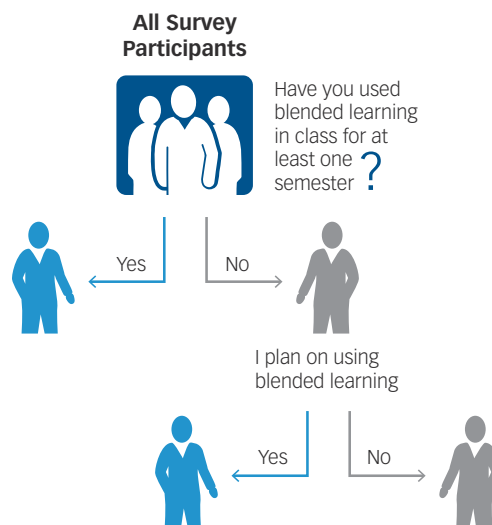 All Survey
Participants
Have you used
blended learning
in class for at
least one
semester ?
Yes
No
I plan on using
blended learning
Yes
No